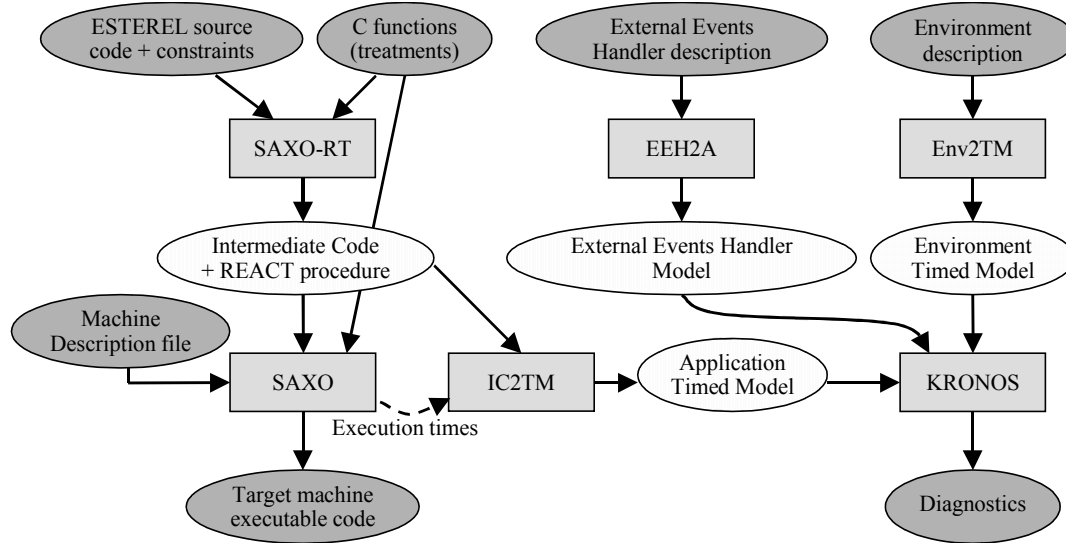 ESTEREL source
code + constraints
C functions
(treatments)
External Events
Handler description
Environment
description
SAXO-RT
EEH2A
Env2TM
Intermediate Code
+ REACT procedure
External Events Handler
Model
Environment
Timed Model
Machine
Description file
SAXO
IC2TM
Application
Timed Model
KRONOS
Execution times
Target machine
executable code
Diagnostics